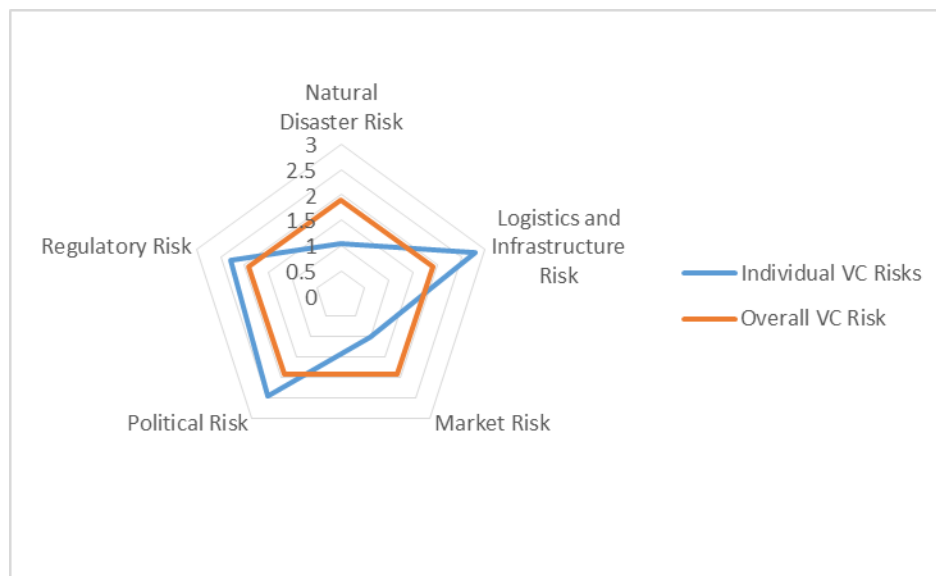 Natural
Disaster Risk
3
2.5
2
1.5
1
0.5
0
Logistics and
Infrastructure
Risk
Regulatory Risk
Individual VC Risks
Overall VC Risk
Political Risk
Market Risk